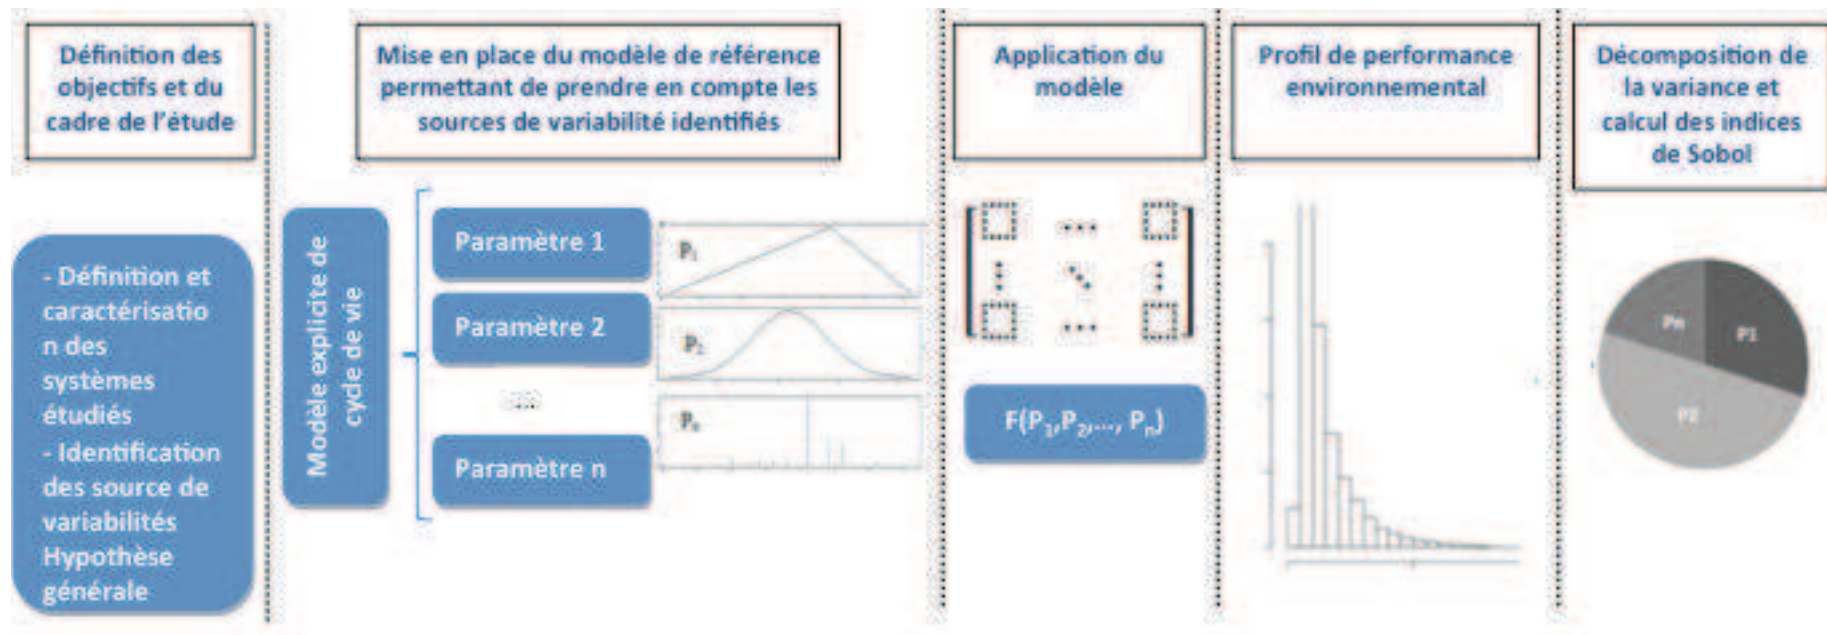 Définition des
objectifs et du
cadre de l'étude
Mise en place du modèle de référence
permettant de prendre en compte les
sources de variabilité identifiés
Application du
modèle
Profil de performance
environnemental
Décomposition de
la variance et
calcul des indices
de Sobol
- Définition et
caractérisatio
n des
systèmes
étudiés
- Identification
des source de
variabilités
Hypothèse
générale
Modèle explicite de
cycle de vie
Paramètre 1
Paramètre 2
....
Paramètre n
P₁
P₂
Pₙ
F(P₁,P₂,..., Pₙ)
Pn
P1
P2